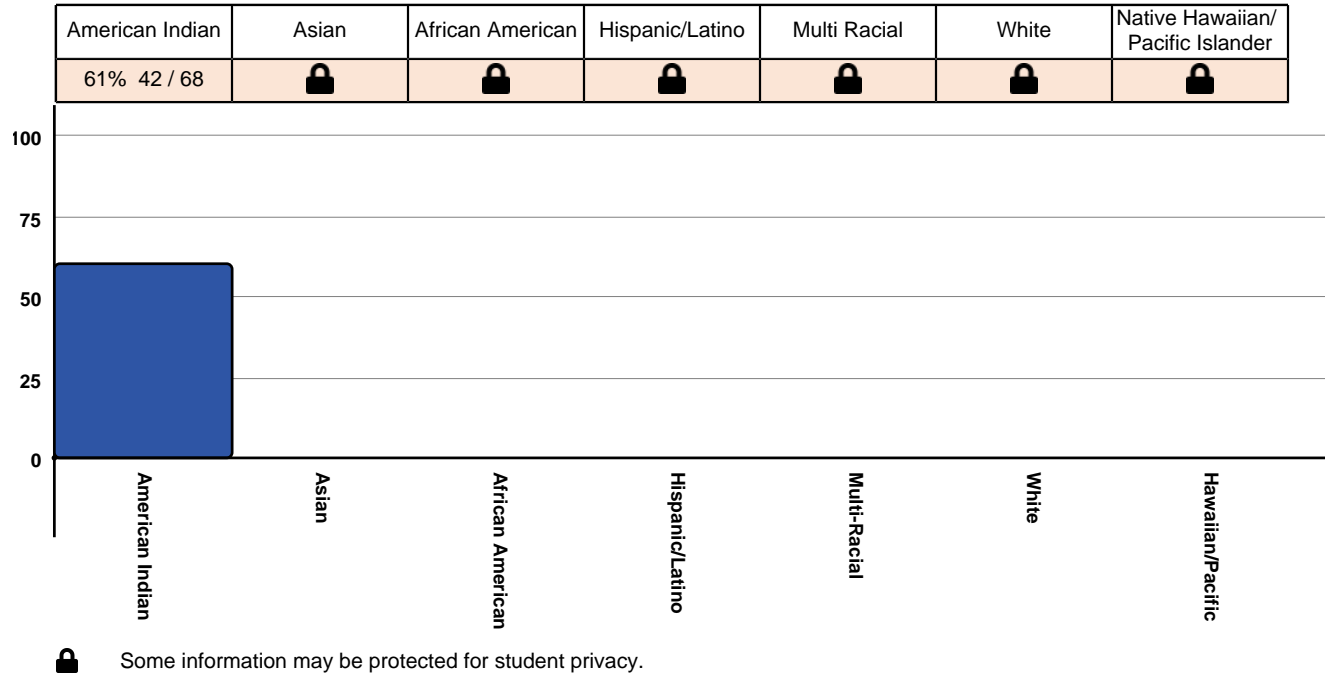 American Indian Asian African American Hispanic/Latino Multi Racial White Native Hawaiian/
Pacific Islander
61% 42 / 68
100
75
50
25
0
American Indian
Asian
African American
Hispanic/Latino
Multi-Racial
White
Hawaiian/Pacific
Some information may be protected for student privacy.